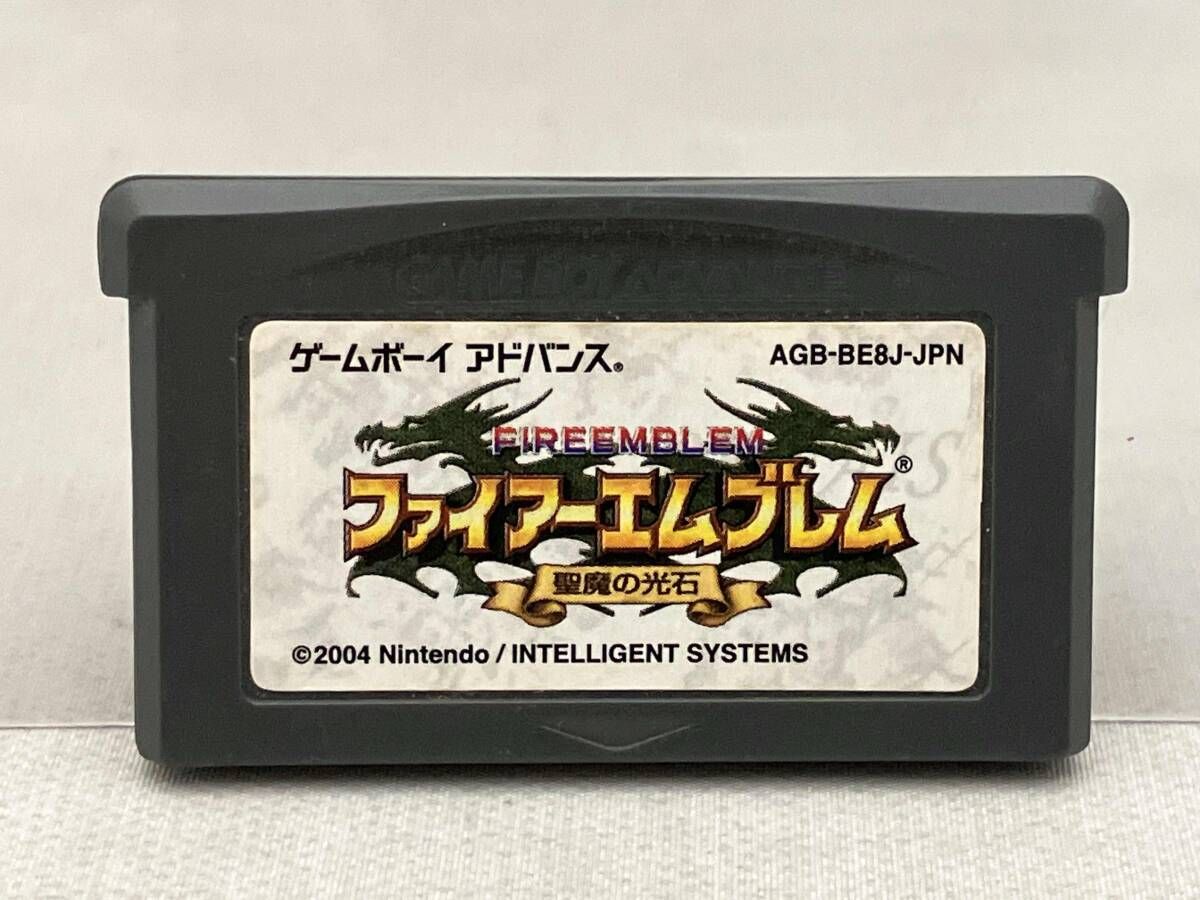 GAME BOY ADVANCE
ゲームボーイ アドバンス®
AGB-BE8J-JPN
FIREEMBLEM
ファイアーエムブレム®
聖魔の光石
©2004 Nintendo / INTELLIGENT SYSTEMS